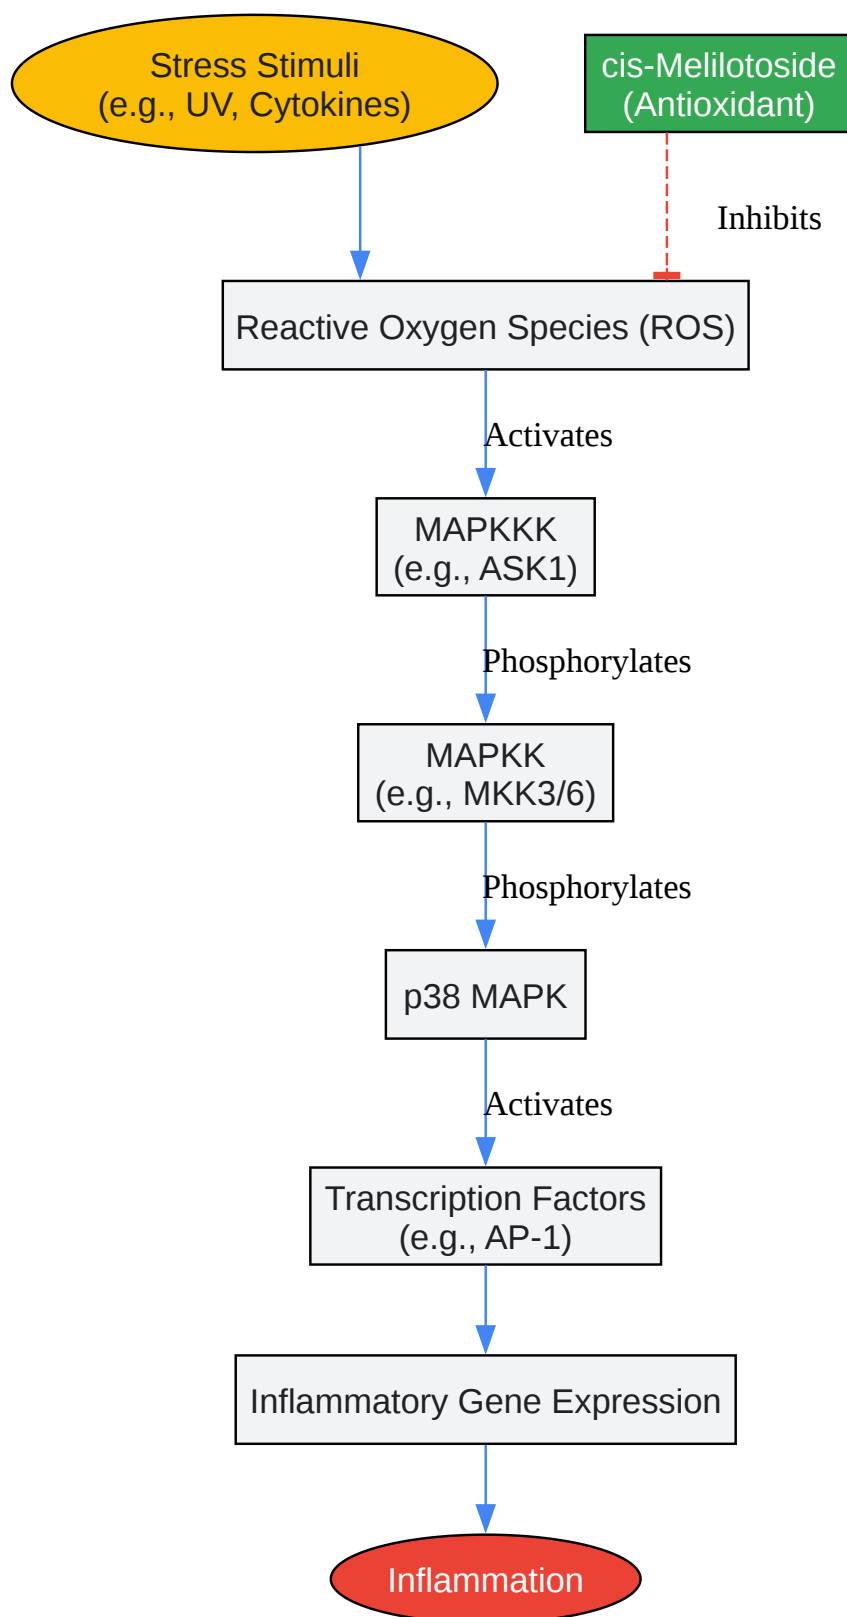 Stress Stimuli
(e.g., UV, Cytokines)
cis-Melilotoside
(Antioxidant)
Inhibits
Reactive Oxygen Species (ROS)
Activates
MAPKKK
(e.g., ASK1)
Phosphorylates
MAPKK
(e.g., MKK3/6)
Phosphorylates
p38 MAPK
Activates
Transcription Factors
(e.g., AP-1)
Inflammatory Gene Expression
Inflammation